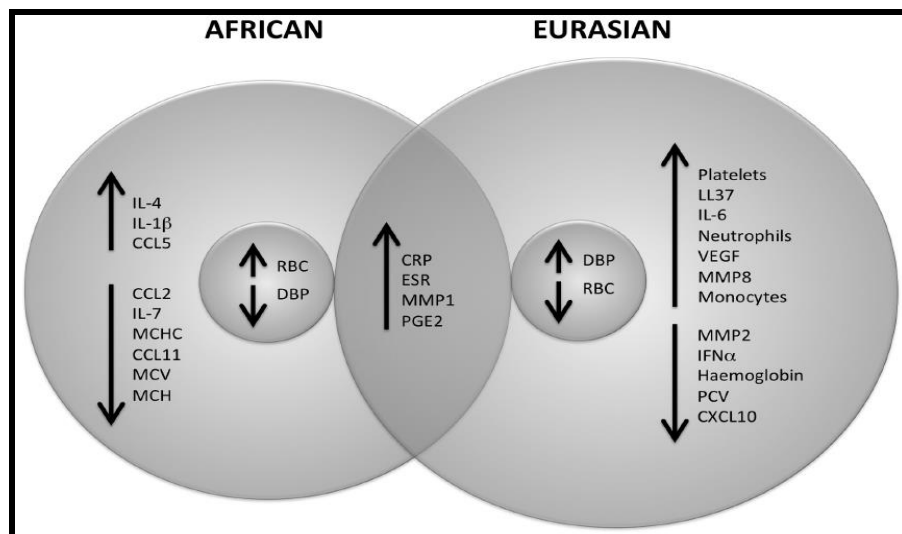 AFRICAN
EURASIAN
IL-4
IL-1β
CCL5
CCL2
IL-7
MCHC
CCL11
MCV
MCH
RBC
DBP
CRP
ESR
MMP1
PGE2
DBP
RBC
Platelets
LL37
IL-6
Neutrophils
VEGF
MMP8
Monocytes
MMP2
IFNα
Haemoglobin
PCV
CXCL10